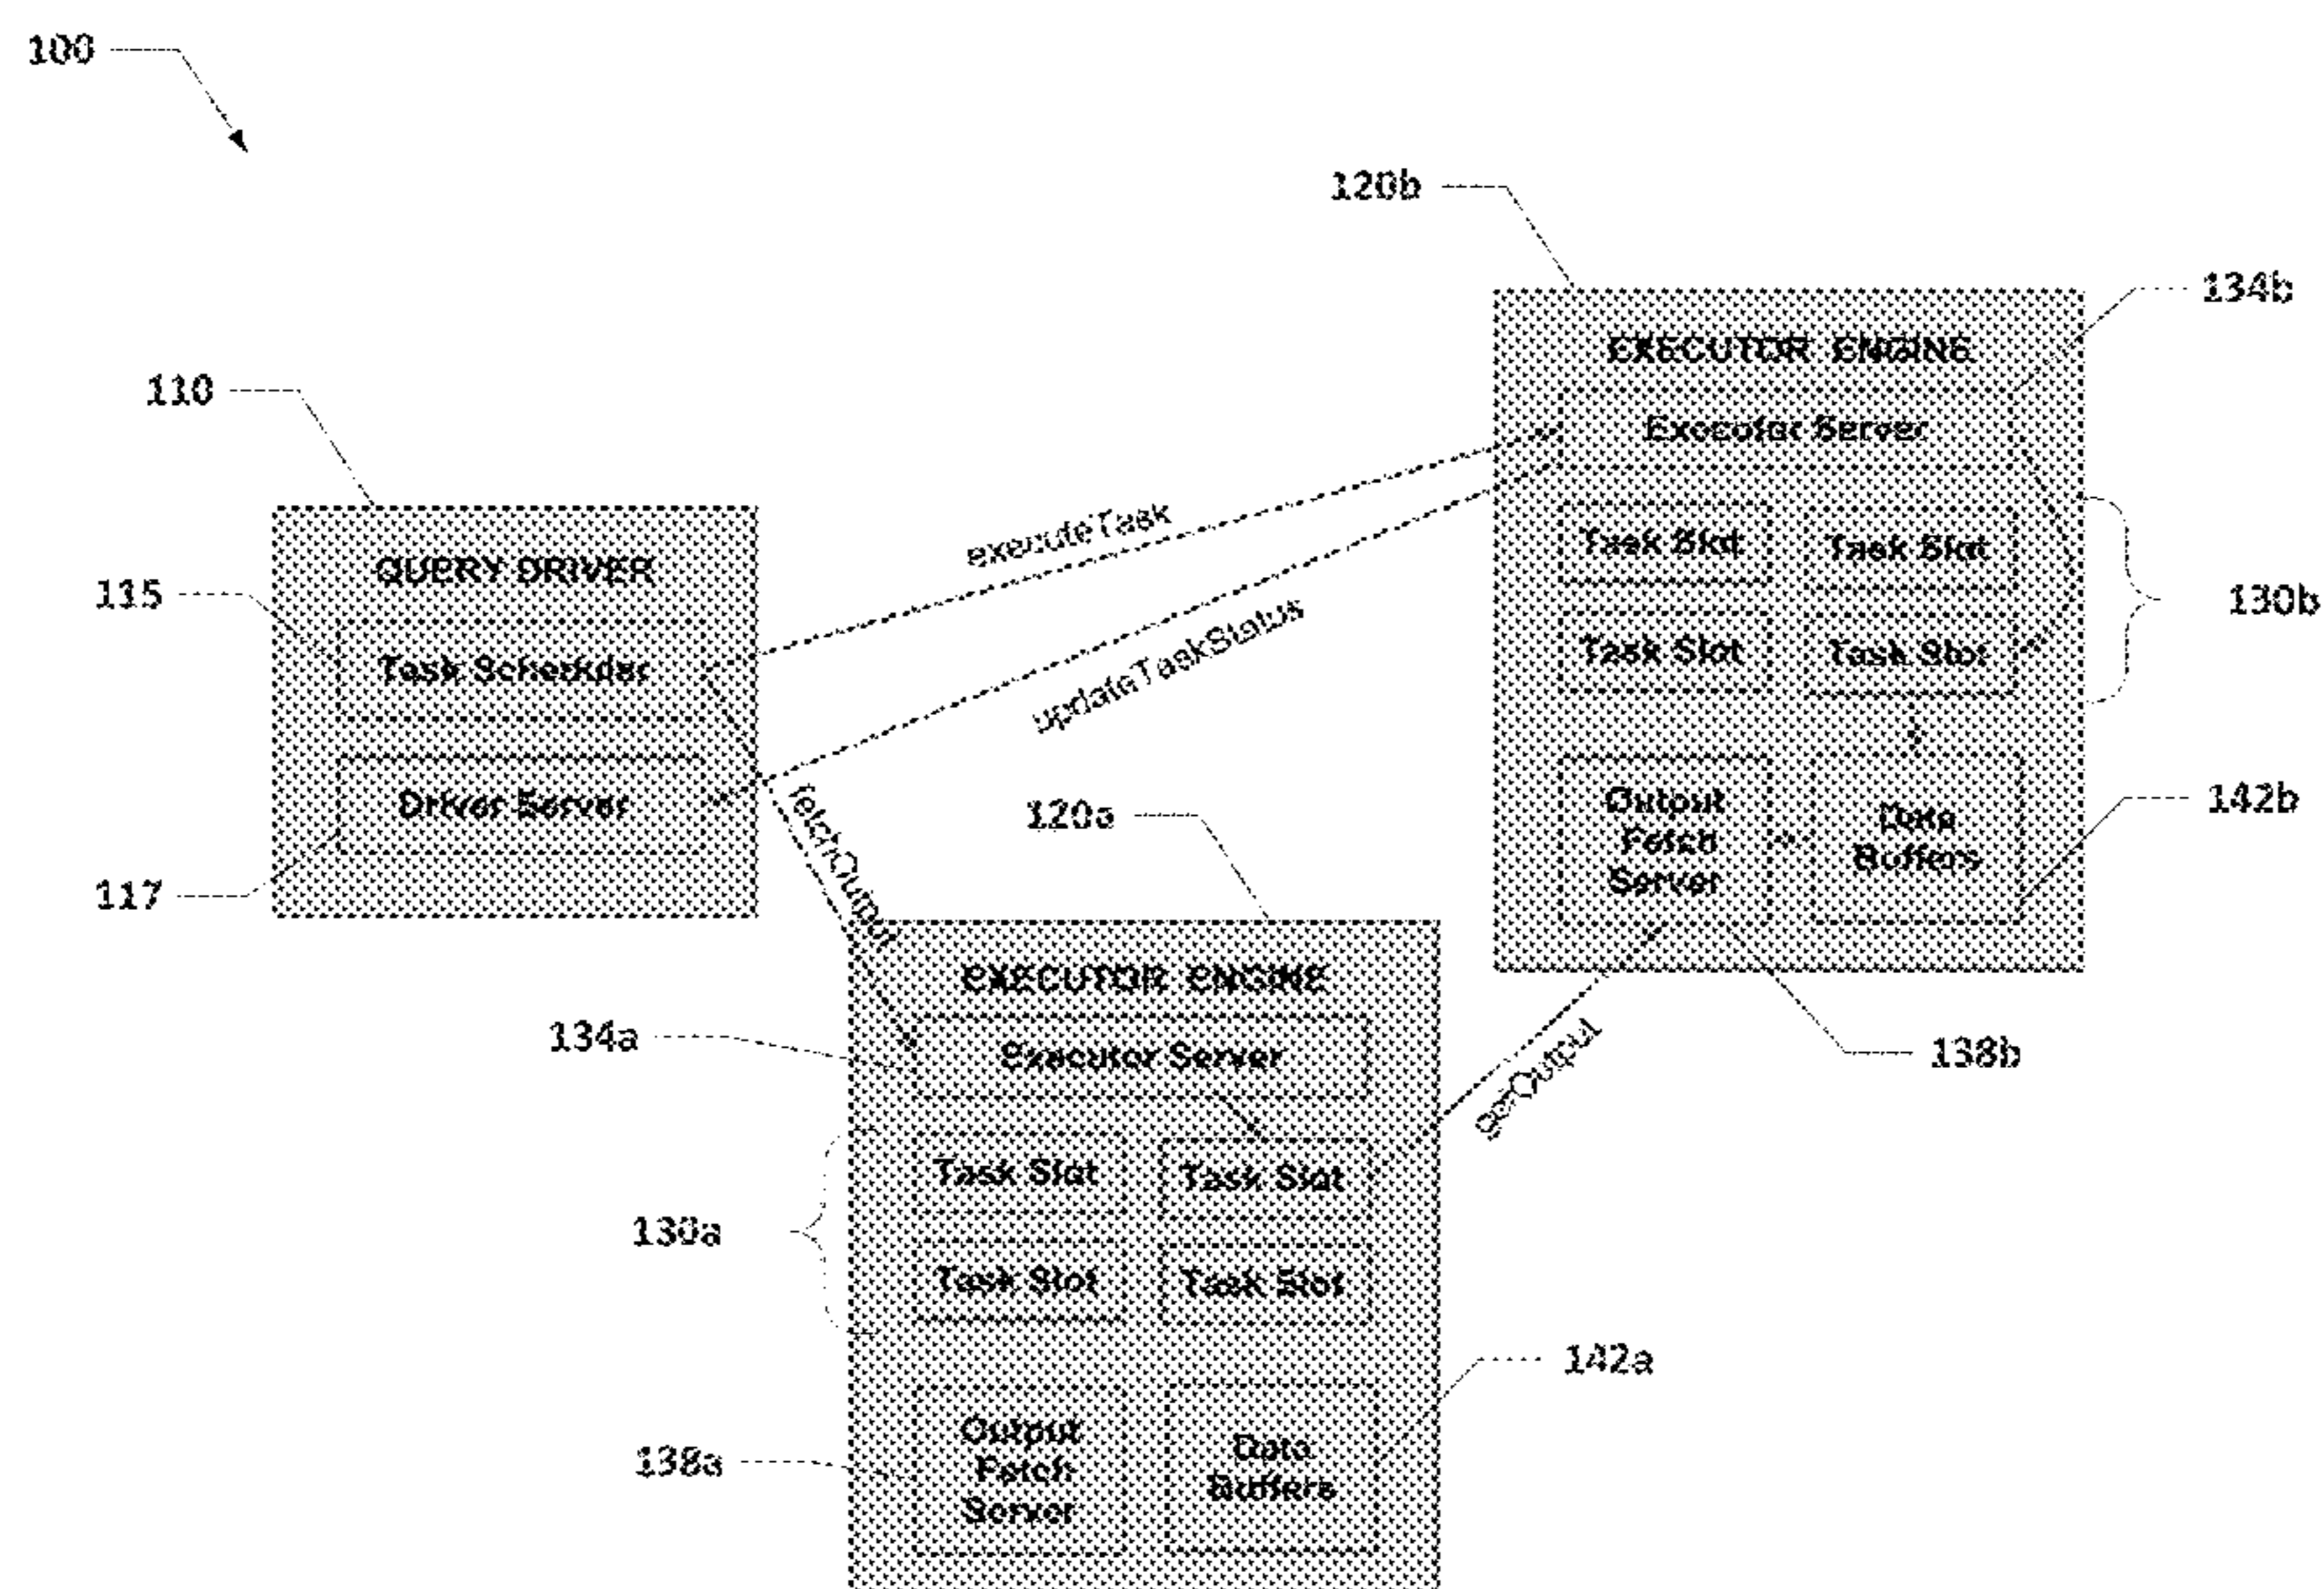 100
120b
134b
EXECUTOR ENGINE
Executor Server
110
executeTask
QUERY DRIVER
Task Slot
Task Slot
115
130b
updateTaskStatus
Task Scheduler
Task Slot
Task Slot
Driver Server
117
fetchOutput
120a
Output
Fetch
Server
Data
Buffers
142b
EXECUTOR ENGINE
134a
Executor Server
getOutput
138b
Task Slot
Task Slot
130a
Task Slot
Task Slot
142a
138a
Output
Fetch
Server
Data
Buffers